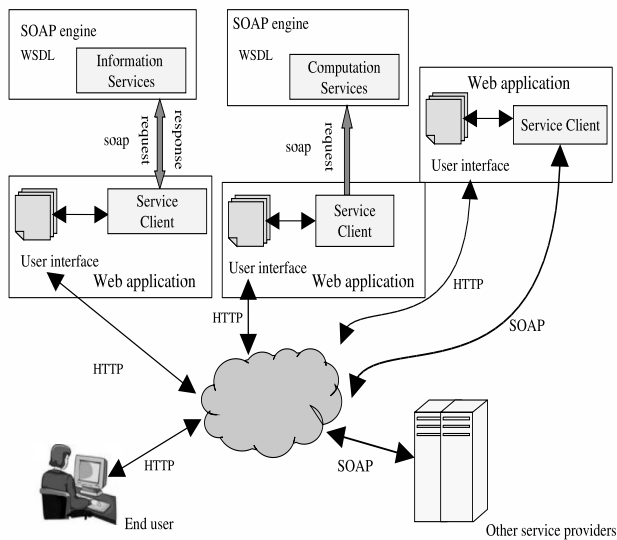 SOAP engine
WSDL
Information
Services
SOAP engine
WSDL
Computation
Services
Web application
Service Client
User interface
soap
request
response
soap
request
Service
Client
User interface
Web application
Service
Client
User interface
Web application
HTTP
HTTP
HTTP
SOAP
HTTP
SOAP
End user
Other service providers